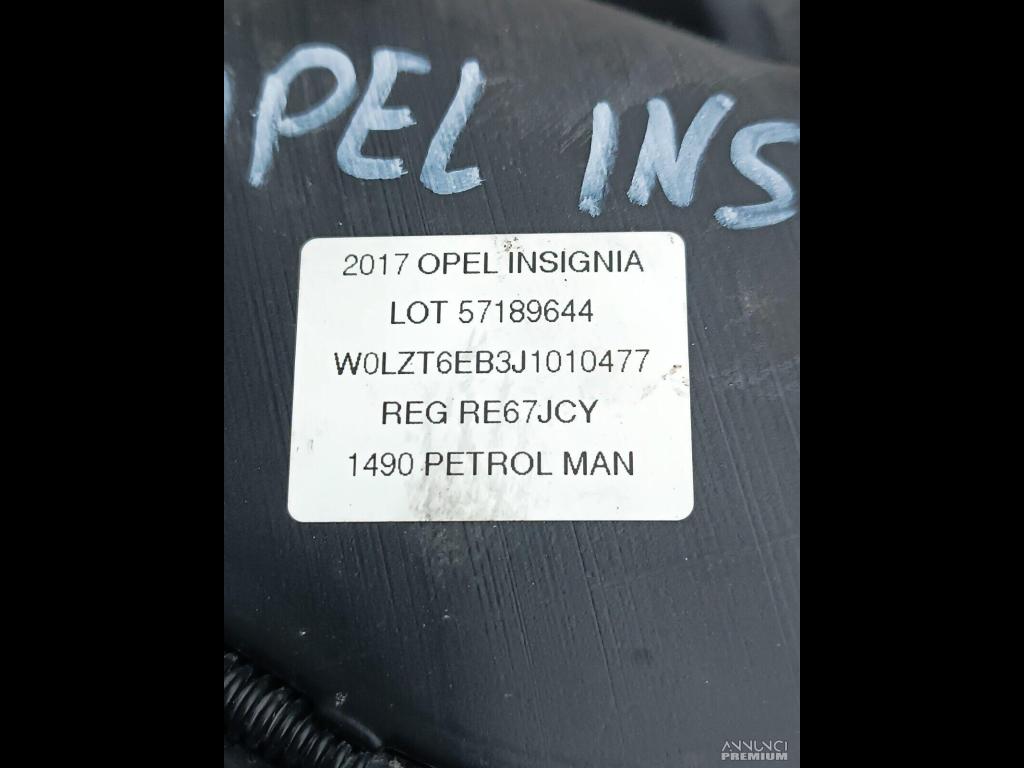 OPEL INS
2017 OPEL INSIGNIA
LOT 57189644
W0LZT6EB3J1010477
REG RE67JCY
1490 PETROL MAN
ANNUNCI
PREMIUM